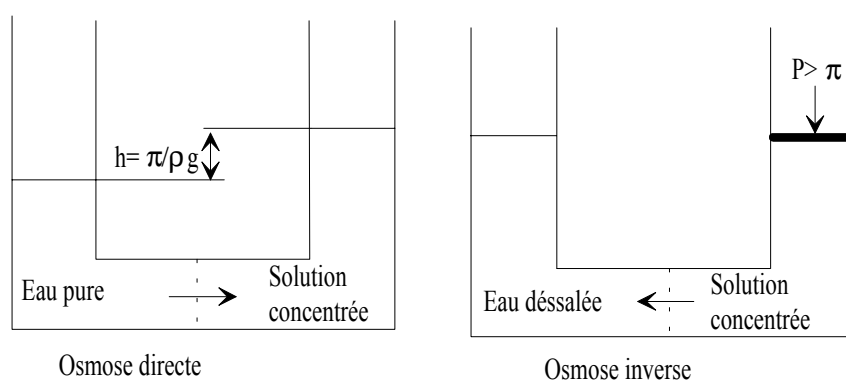 h= π/ρg
Eau pure
Solution
concentrée
Osmose directe
P> π
Eau déssalée
Solution
concentrée
Osmose inverse